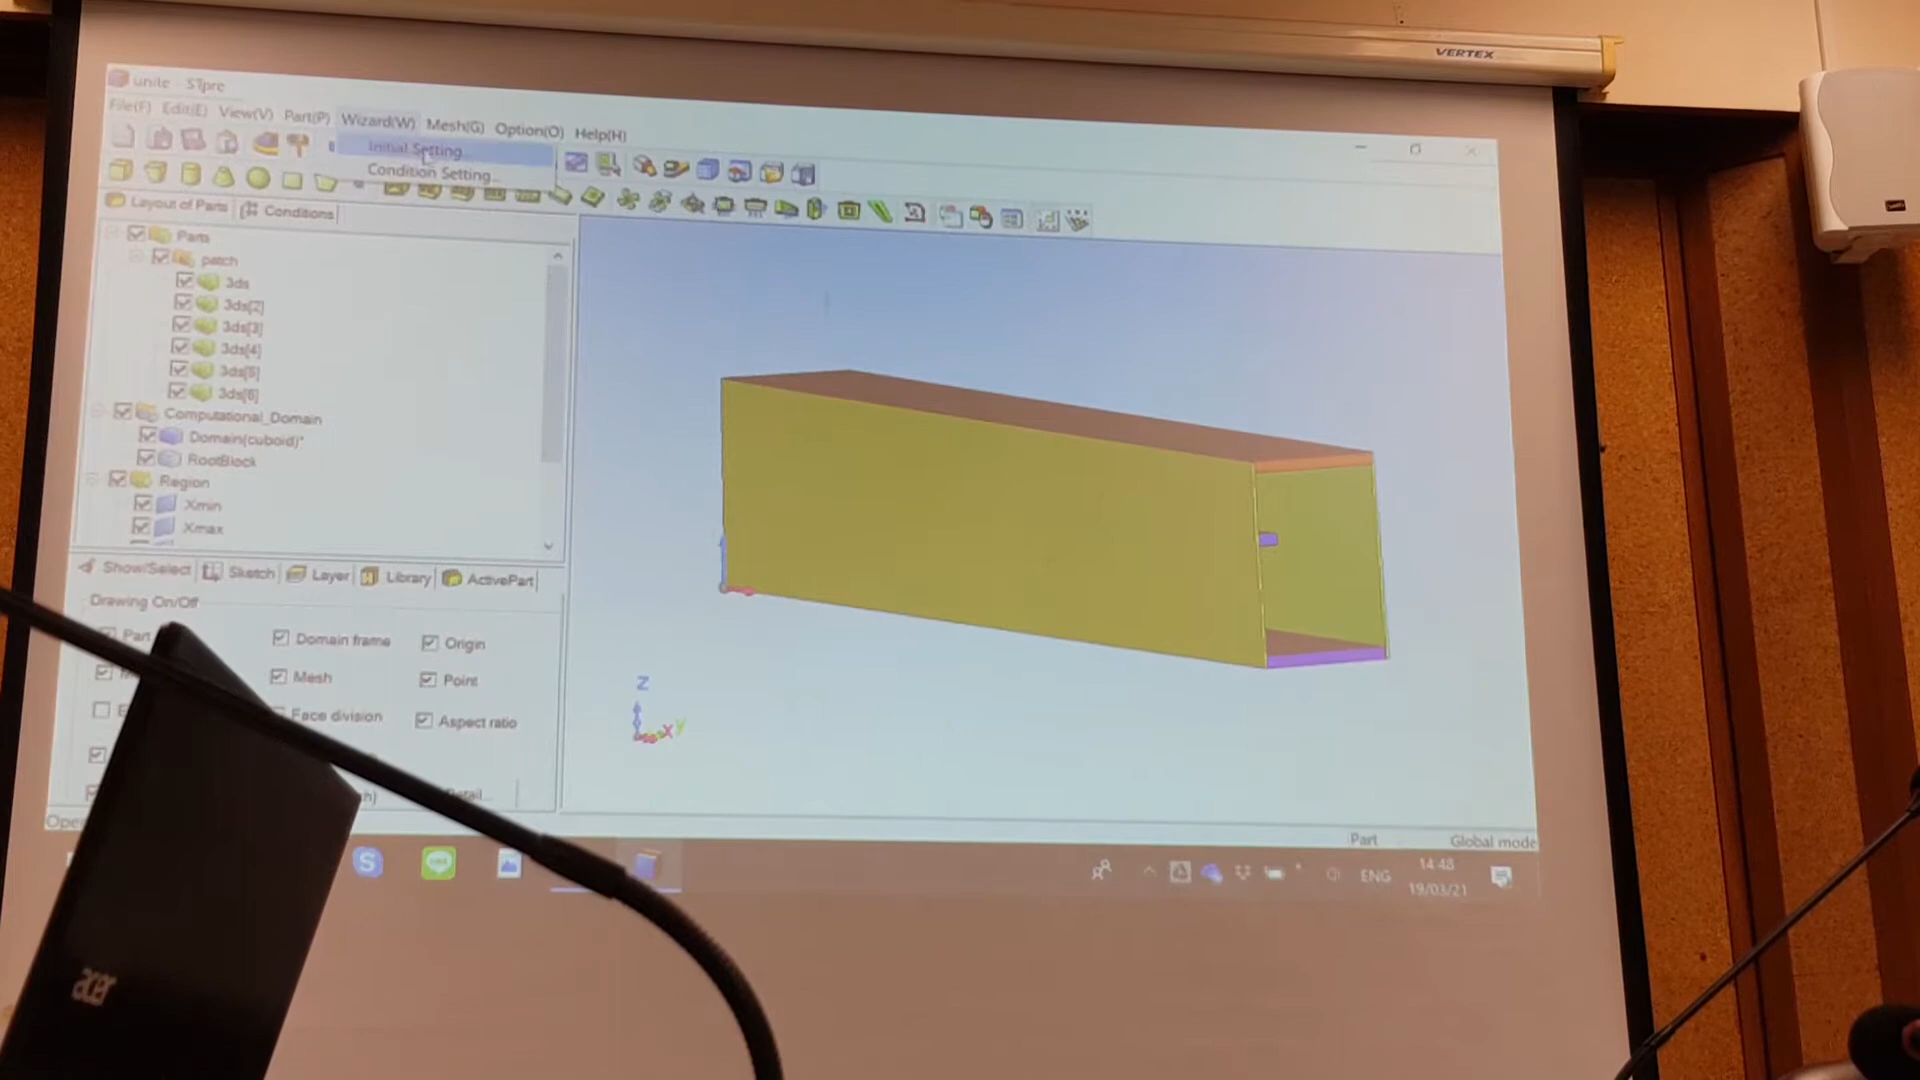 VERTEX
unite - STpre
File(F) Edit(E) View(V) Part(P) Wizard(W) Mesh(G) Option(O) Help(H)
Initial Setting...
Condition Setting...
Layout of Parts Conditions
Parts
patch
3ds
3ds[2]
3ds[3]
3ds[4]
3ds[5]
3ds[6]
Computational_Domain
Domain(cuboid)*
RootBlock
Region
Xmin
Xmax
Show/Select Sketch Layer Library ActivePart
Drawing On/Off
Part Domain frame Origin
Mesh Point
Face division Aspect ratio
Z
X Y
Part Global mode
S
ENG 14:48
19/03/21
acer